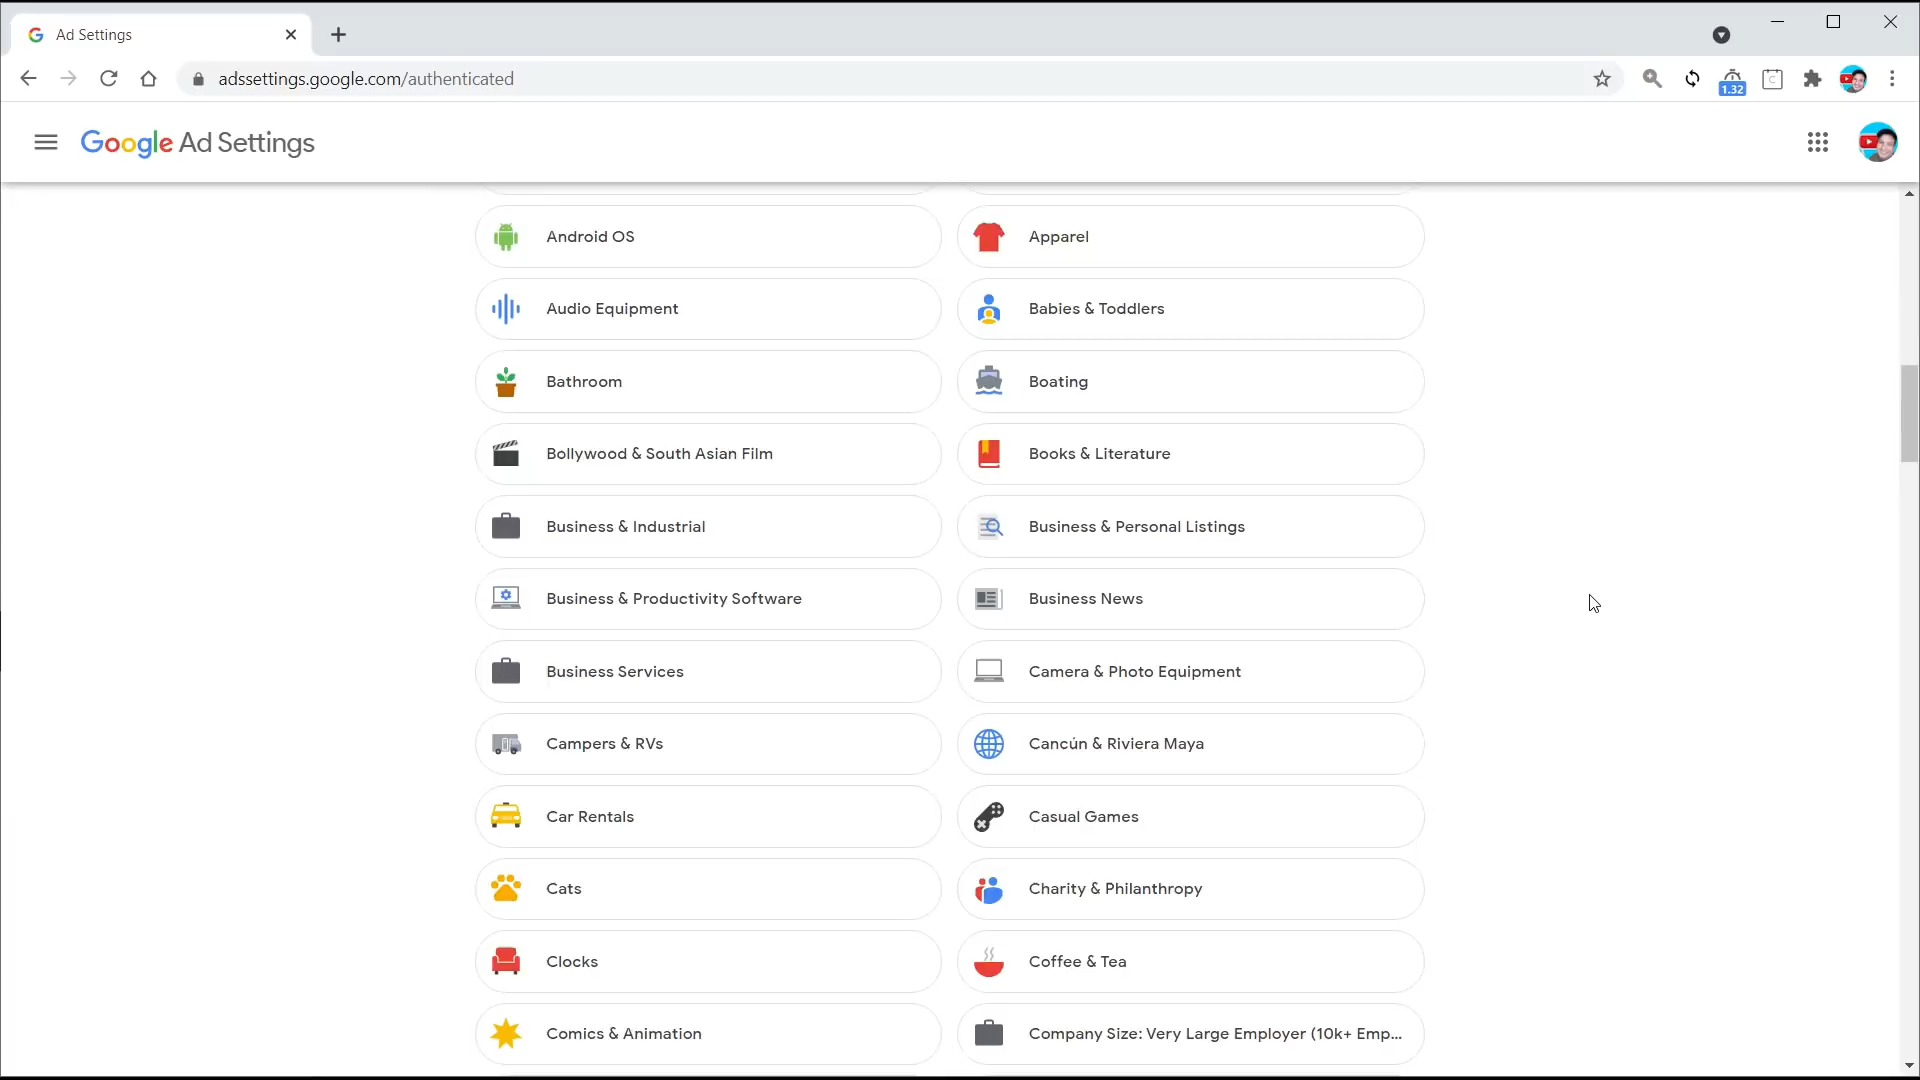 Ad Settings
adssettings.google.com/authenticated
1.32
C
Google Ad Settings
Android OS
Apparel
Audio Equipment
Babies & Toddlers
Bathroom
Boating
Bollywood & South Asian Film
Books & Literature
Business & Industrial
Business & Personal Listings
Business & Productivity Software
Business News
Business Services
Camera & Photo Equipment
Campers & RVs
Cancún & Riviera Maya
Car Rentals
Casual Games
Cats
Charity & Philanthropy
Clocks
Coffee & Tea
Comics & Animation
Company Size: Very Large Employer (10k+ Emp...